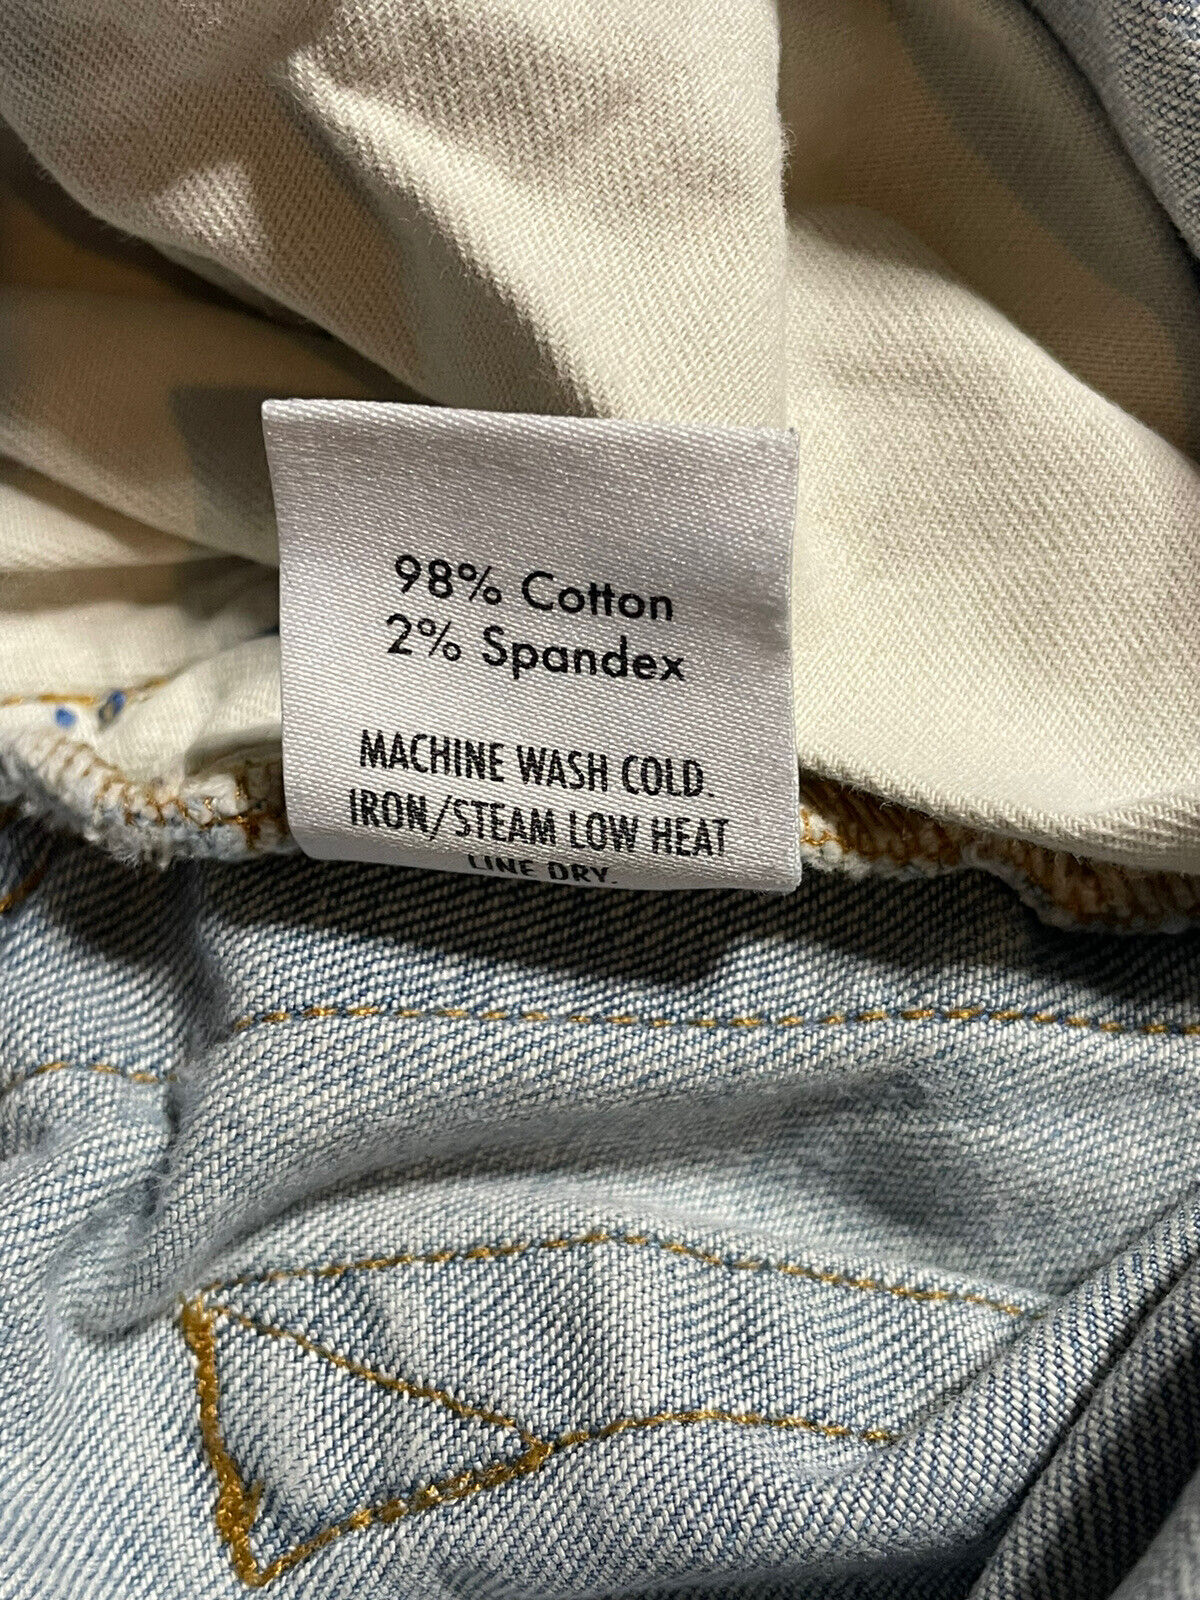 98% Cotton
2% Spandex
MACHINE WASH COLD.
IRON/STEAM LOW HEAT
LINE DRY.